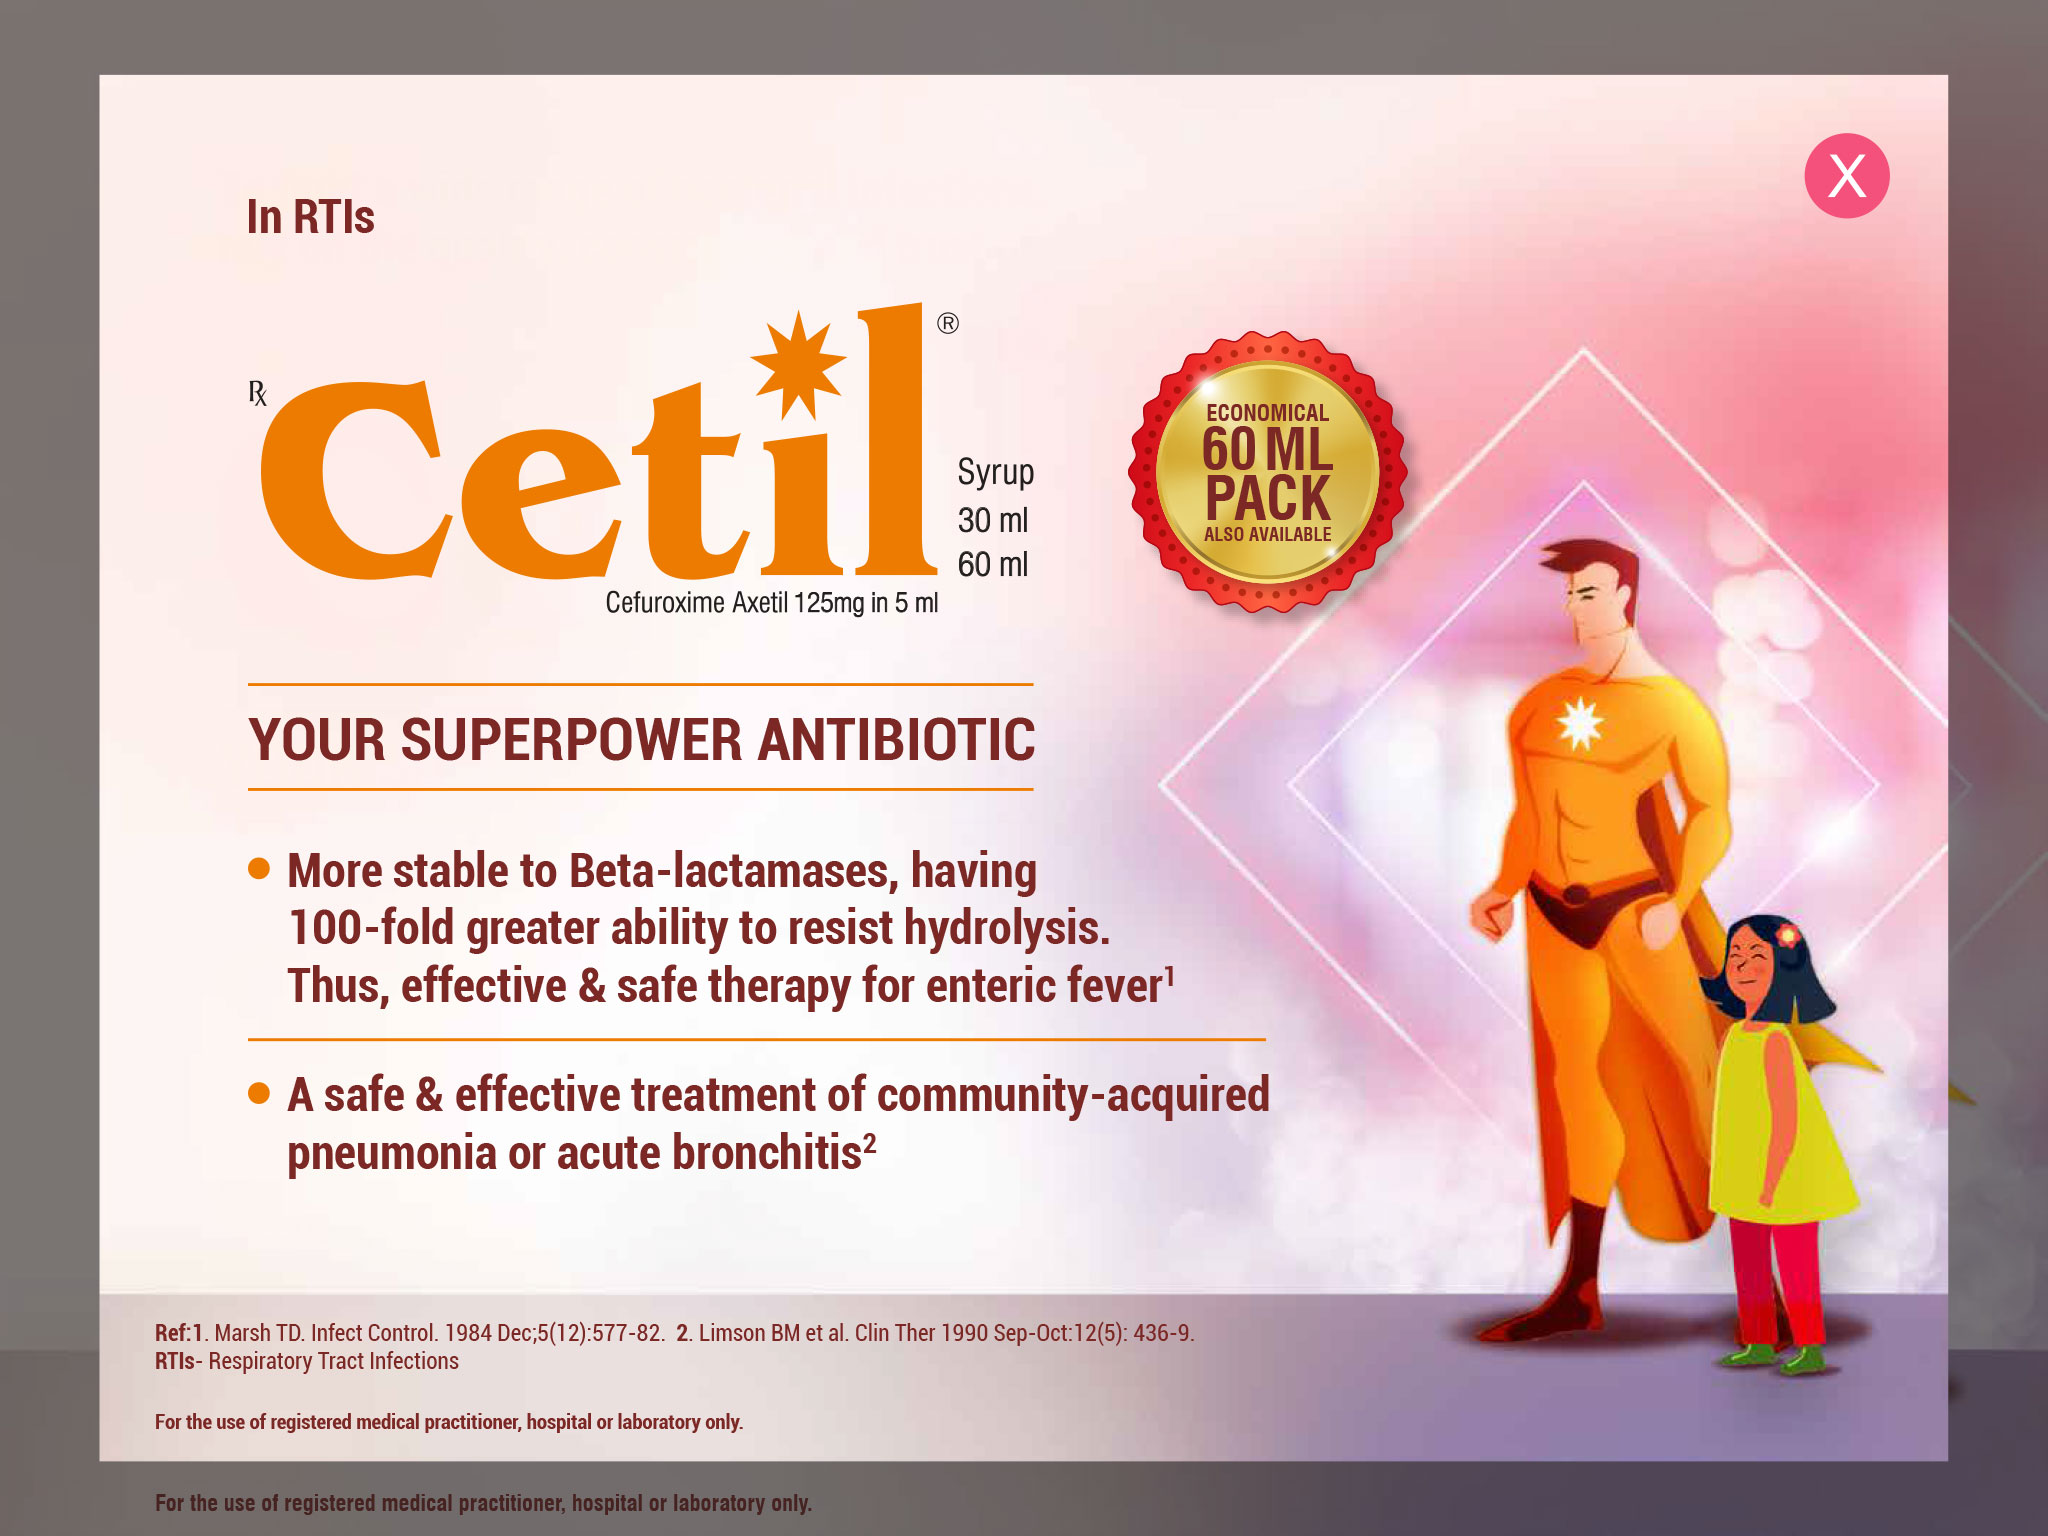 X
In RTIs
Rx
Cetil®
Syrup
30 ml
60 ml
Cefuroxime Axetil 125mg in 5 ml
ECONOMICAL
60 ML
PACK
ALSO AVAILABLE
YOUR SUPERPOWER ANTIBIOTIC
More stable to Beta-lactamases, having
100-fold greater ability to resist hydrolysis.
Thus, effective & safe therapy for enteric fever¹
A safe & effective treatment of community-acquired
pneumonia or acute bronchitis²
Ref:1. Marsh TD. Infect Control. 1984 Dec;5(12):577-82. 2. Limson BM et al. Clin Ther 1990 Sep-Oct:12(5): 436-9.
RTIs- Respiratory Tract Infections
For the use of registered medical practitioner, hospital or laboratory only.
For the use of registered medical practitioner, hospital or laboratory only.